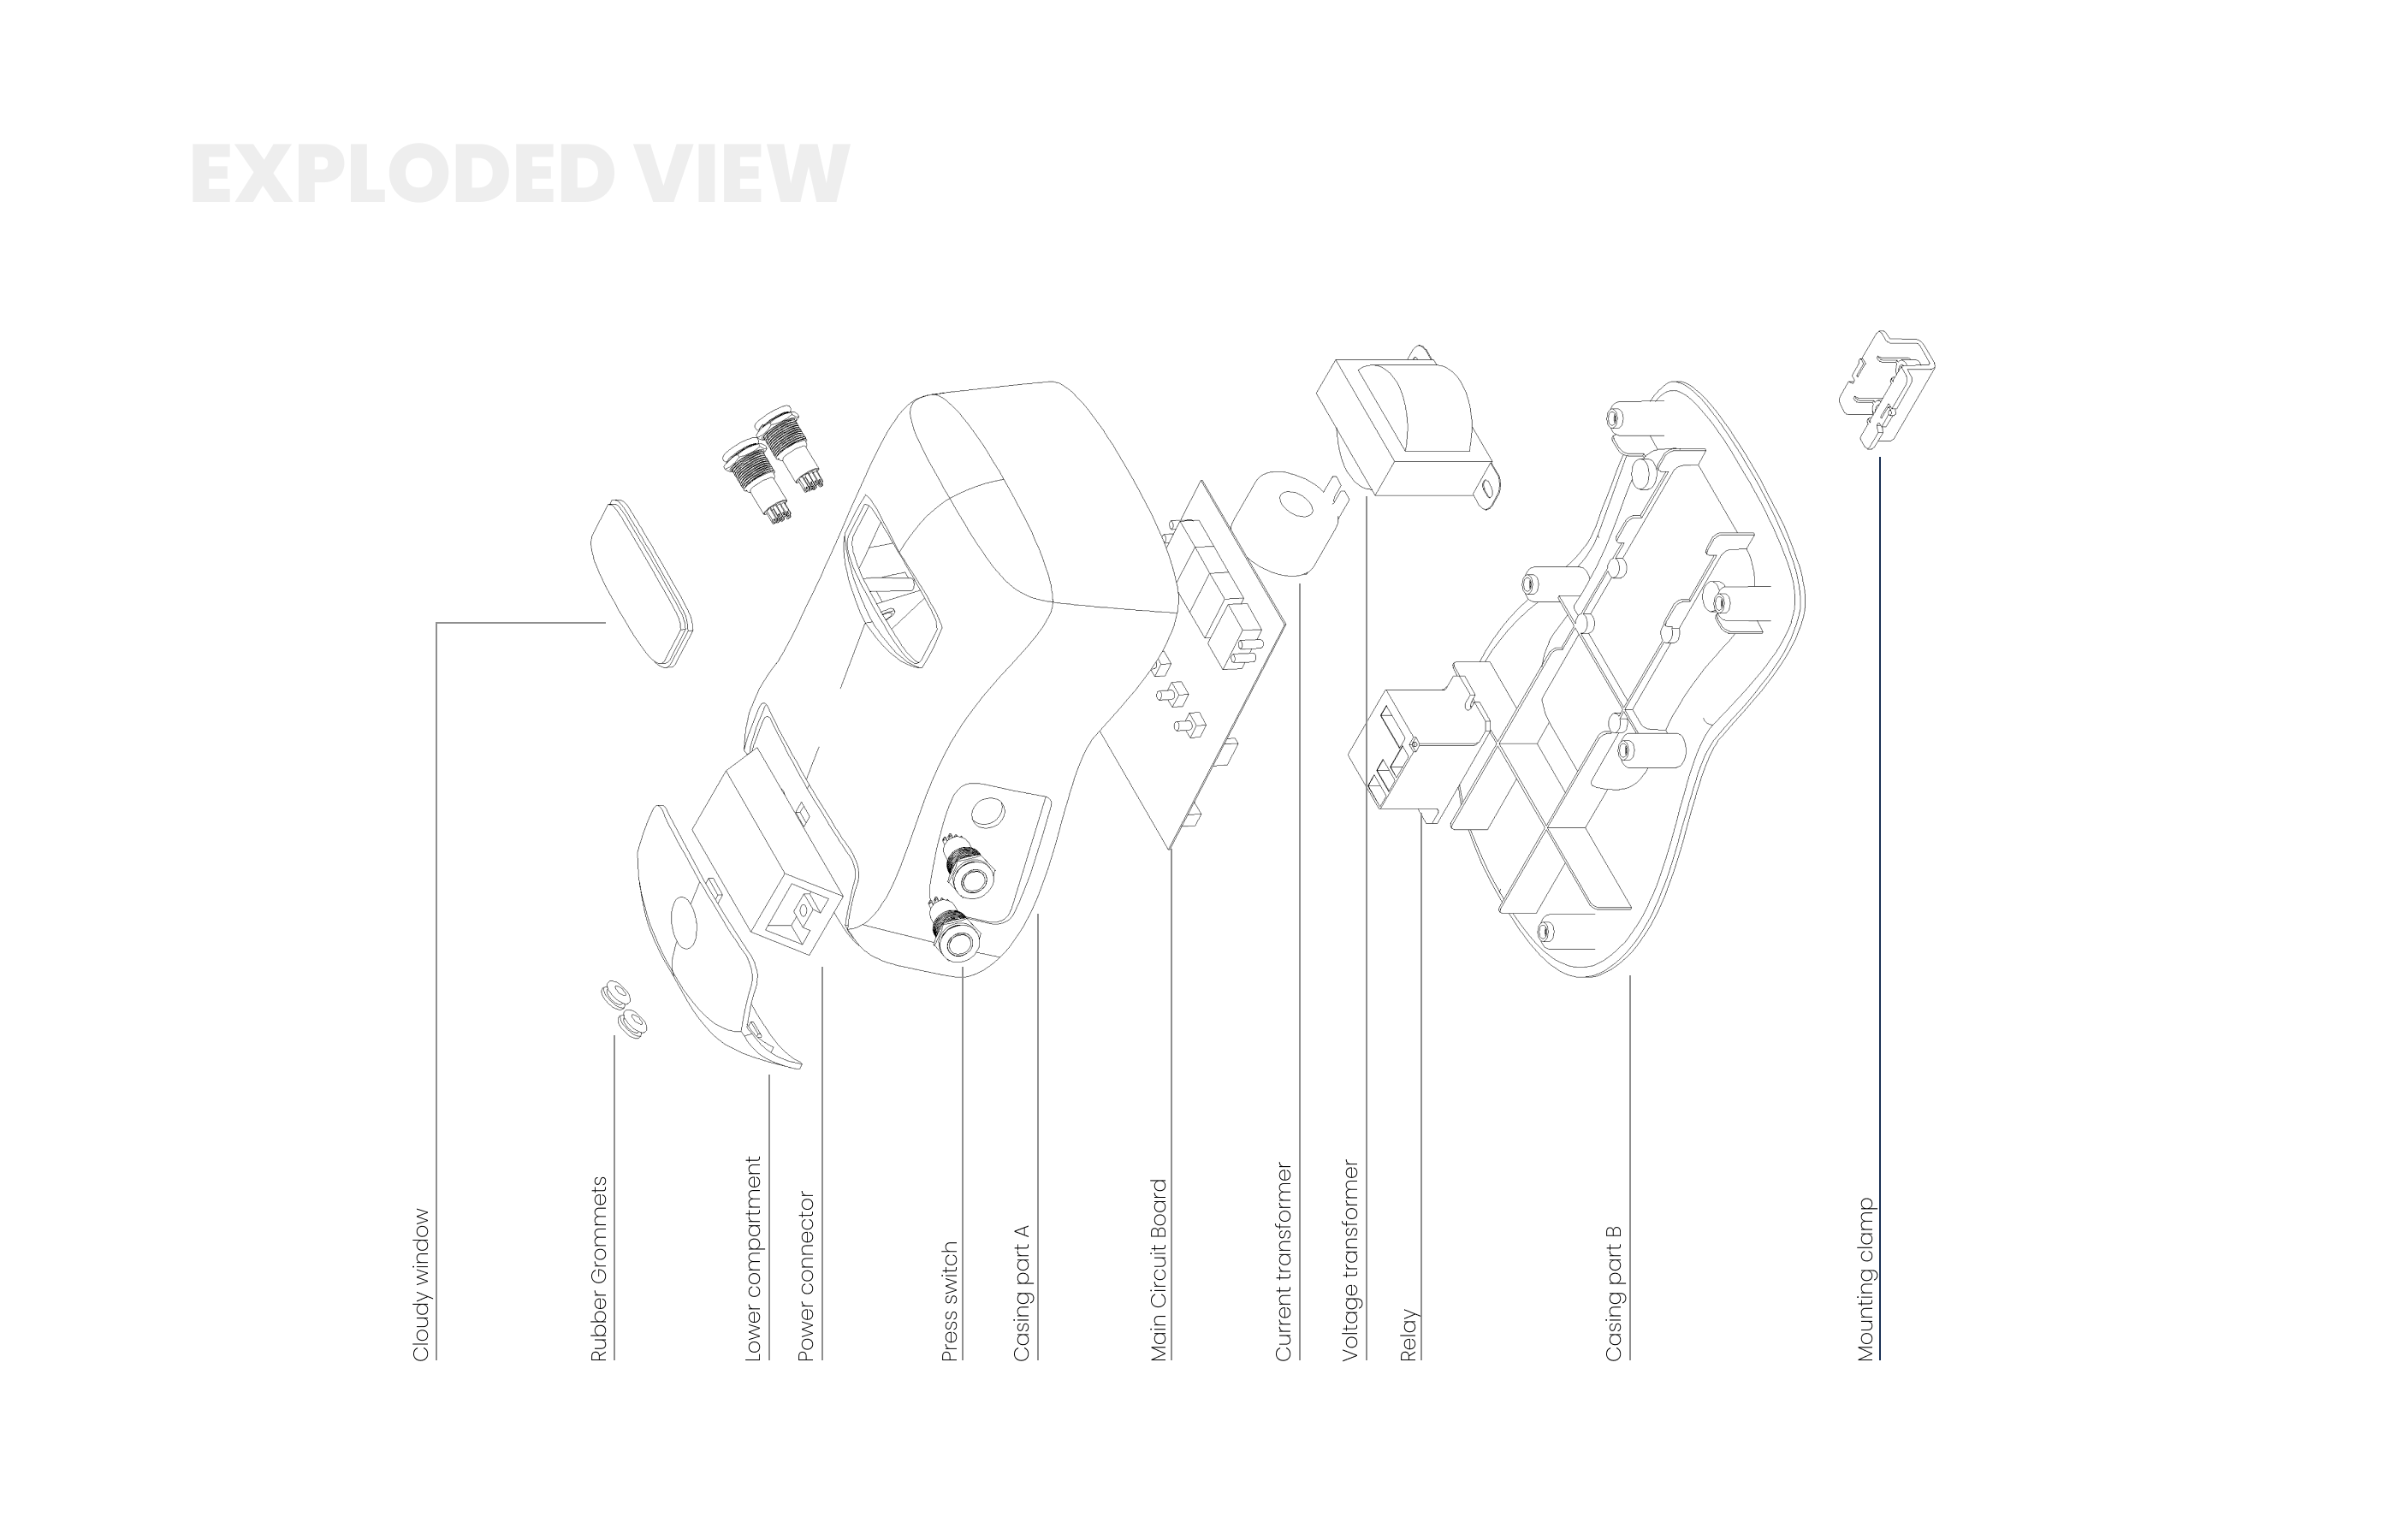 EXPLODED VIEW
Cloudy window
Rubber Grommets
Lower compartment
Power connector
Press switch
Casing part A
Main Circuit Board
Current transformer
Voltage transformer
Relay
Casing part B
Mounting clamp